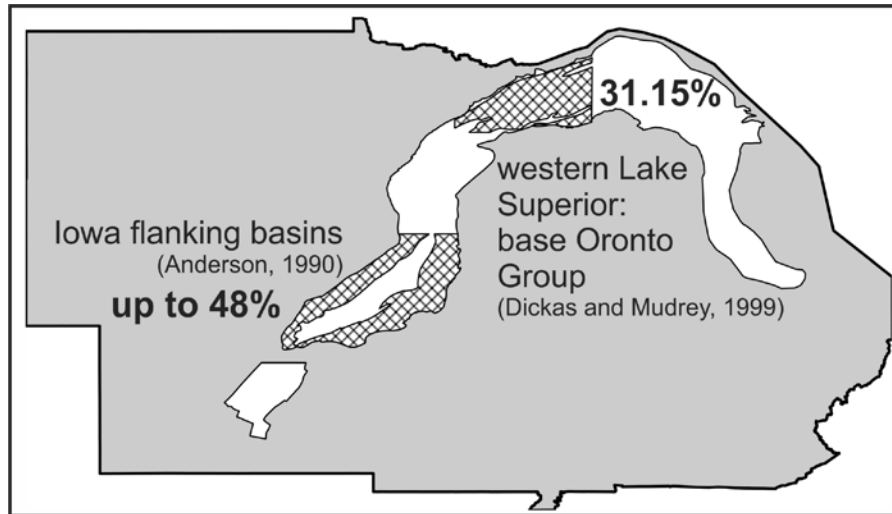 31.15%
western Lake
Superior:
base Oronto
Group
(Dickas and Mudrey, 1999)
Iowa flanking basins
(Anderson, 1990)
up to 48%